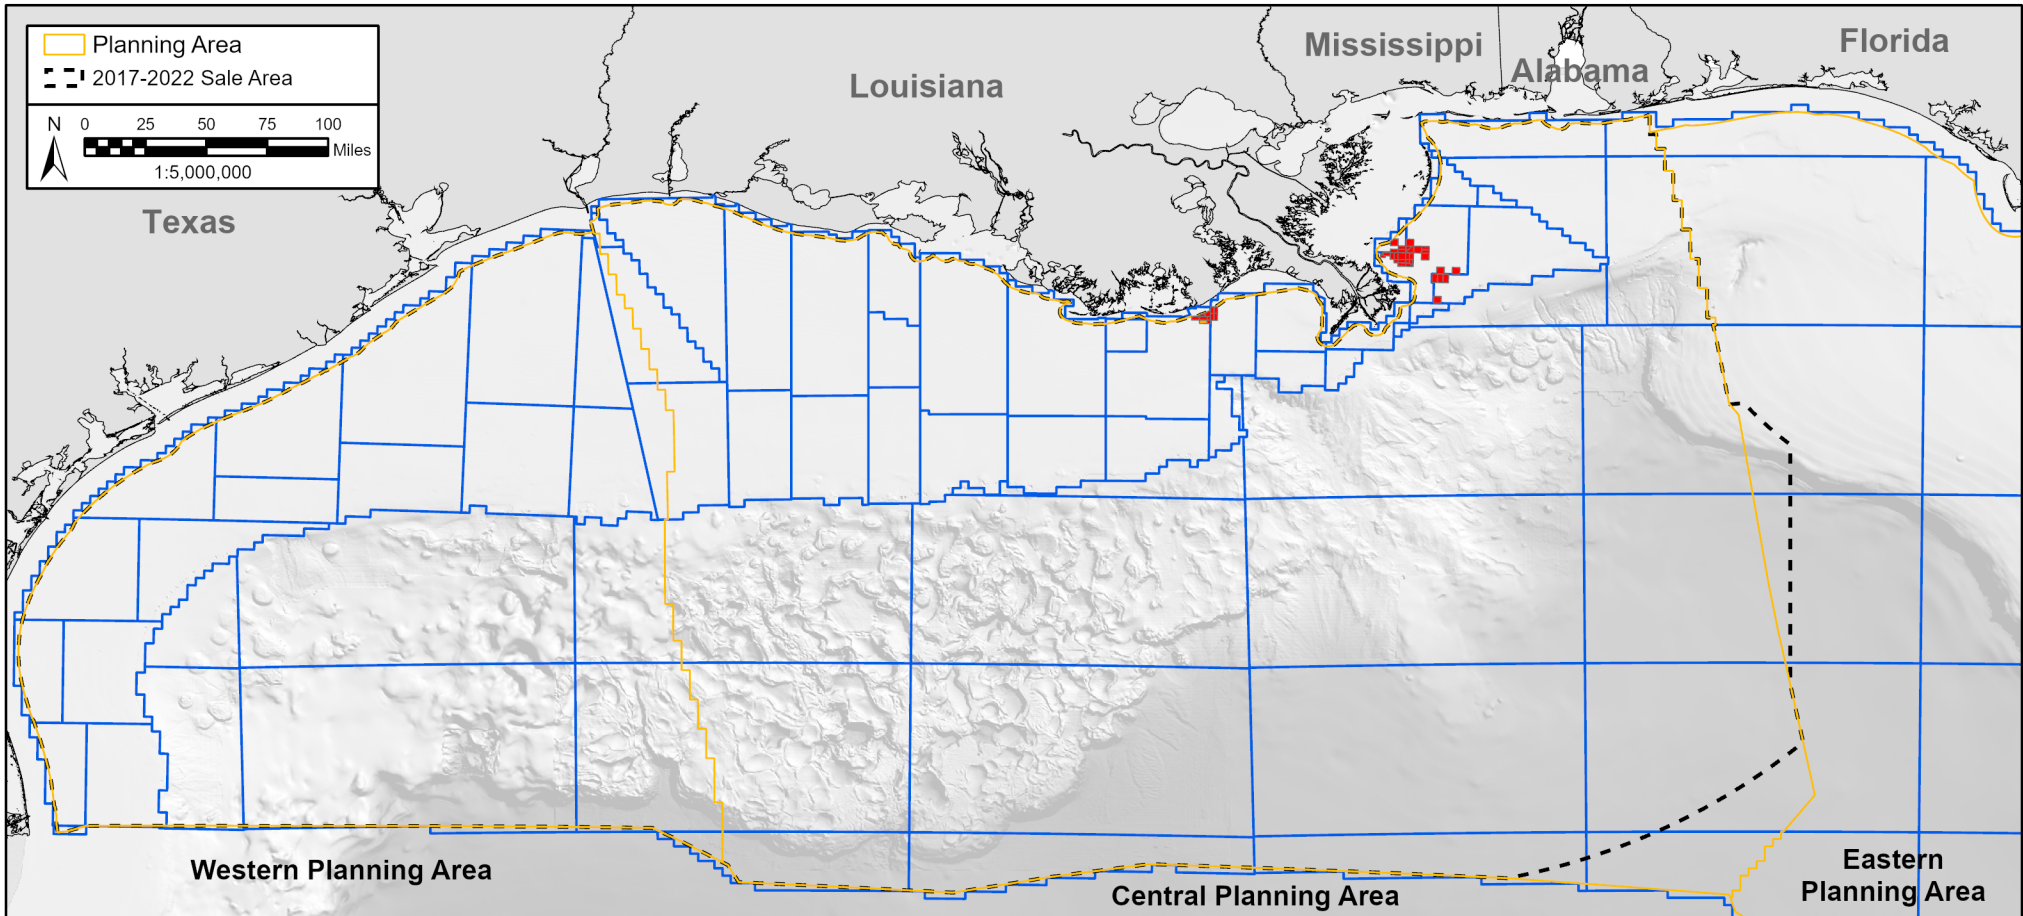 Planning Area
2017-2022 Sale Area
N
0 25 50 75 100
Miles
1:5,000,000
Texas
Louisiana
Mississippi
Alabama
Florida
Western Planning Area
Central Planning Area
Eastern
Planning Area